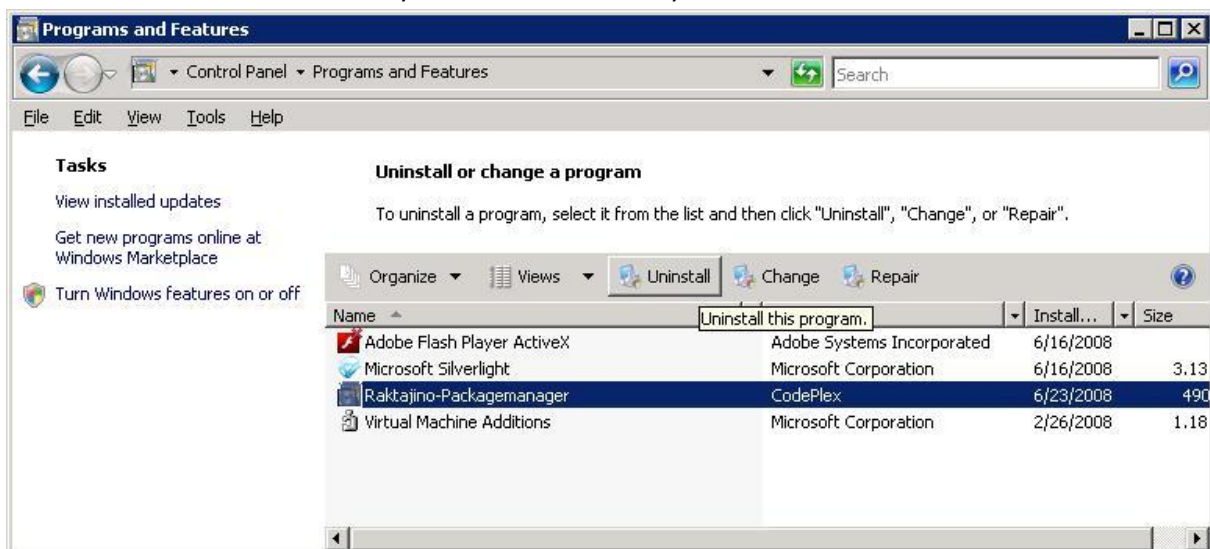 Programs and Features
Control Panel Programs and Features Search
File Edit View Tools Help
Tasks
View installed updates
Get new programs online at
Windows Marketplace
Turn Windows features on or off
Uninstall or change a program
To uninstall a program, select it from the list and then click "Uninstall", "Change", or "Repair".
Organize Views Uninstall Change Repair
Name Install... Size
Uninstall this program.
Adobe Flash Player ActiveX Adobe Systems Incorporated 6/16/2008
Microsoft Silverlight Microsoft Corporation 6/16/2008 3.13
Raktajino-Packagemanager CodePlex 6/23/2008 490
Virtual Machine Additions Microsoft Corporation 2/26/2008 1.18